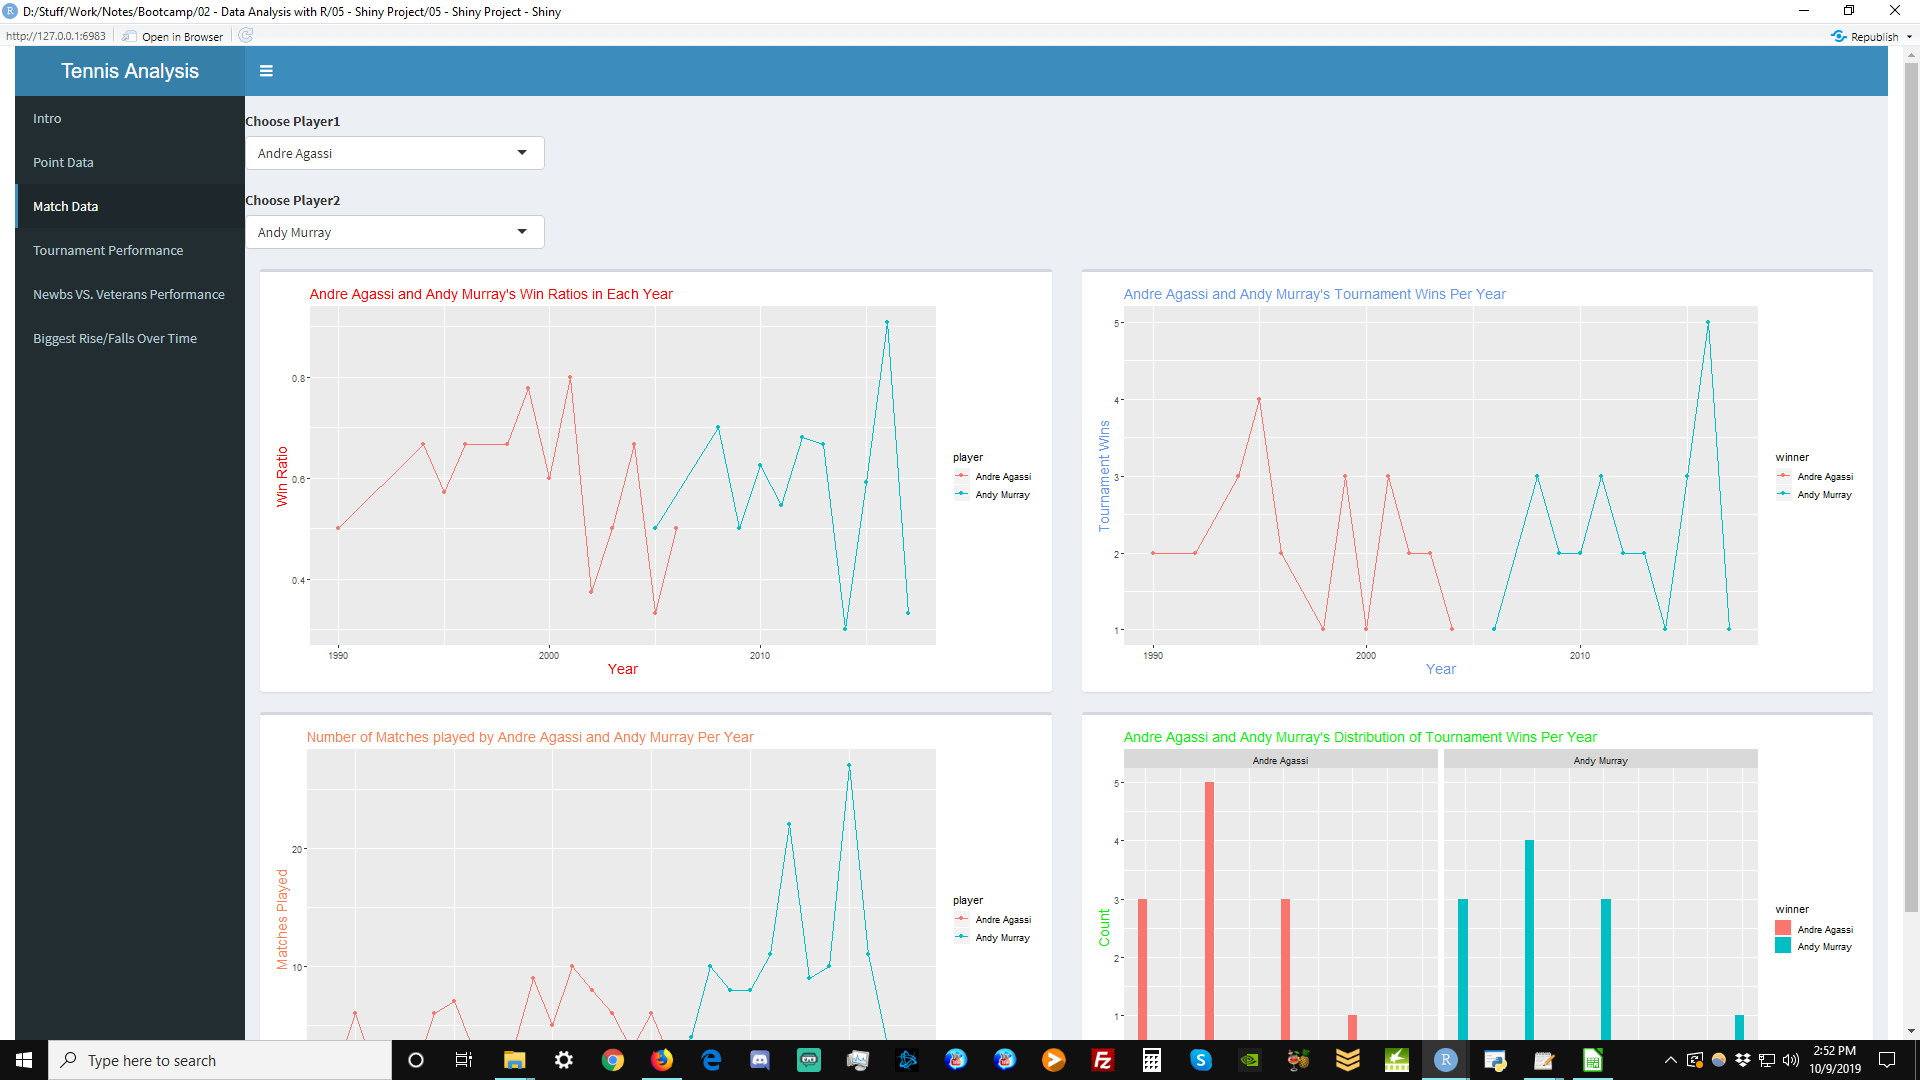 D:/Stuff/Work/Notes/Bootcamp/02 - Data Analysis with R/05 - Shiny Project/05 - Shiny Project - Shiny
http://127.0.0.1:6983
Open in Browser
Republish
Tennis Analysis
Intro
Point Data
Match Data
Tournament Performance
Newbs VS. Veterans Performance
Biggest Rise/Falls Over Time
Choose Player1
Andre Agassi
Choose Player2
Andy Murray
Andre Agassi and Andy Murray's Win Ratios in Each Year
Win Ratio
0.8
0.6
0.4
1990
2000
2010
Year
player
Andre Agassi
Andy Murray
Andre Agassi and Andy Murray's Tournament Wins Per Year
Tournament Wins
5
4
3
2
1
1990
2000
2010
Year
winner
Andre Agassi
Andy Murray
Number of Matches played by Andre Agassi and Andy Murray Per Year
Matches Played
20
10
player
Andre Agassi
Andy Murray
Andre Agassi and Andy Murray's Distribution of Tournament Wins Per Year
Andre Agassi
Andy Murray
Count
5
4
3
2
1
winner
Andre Agassi
Andy Murray
Type here to search
2:52 PM
10/9/2019